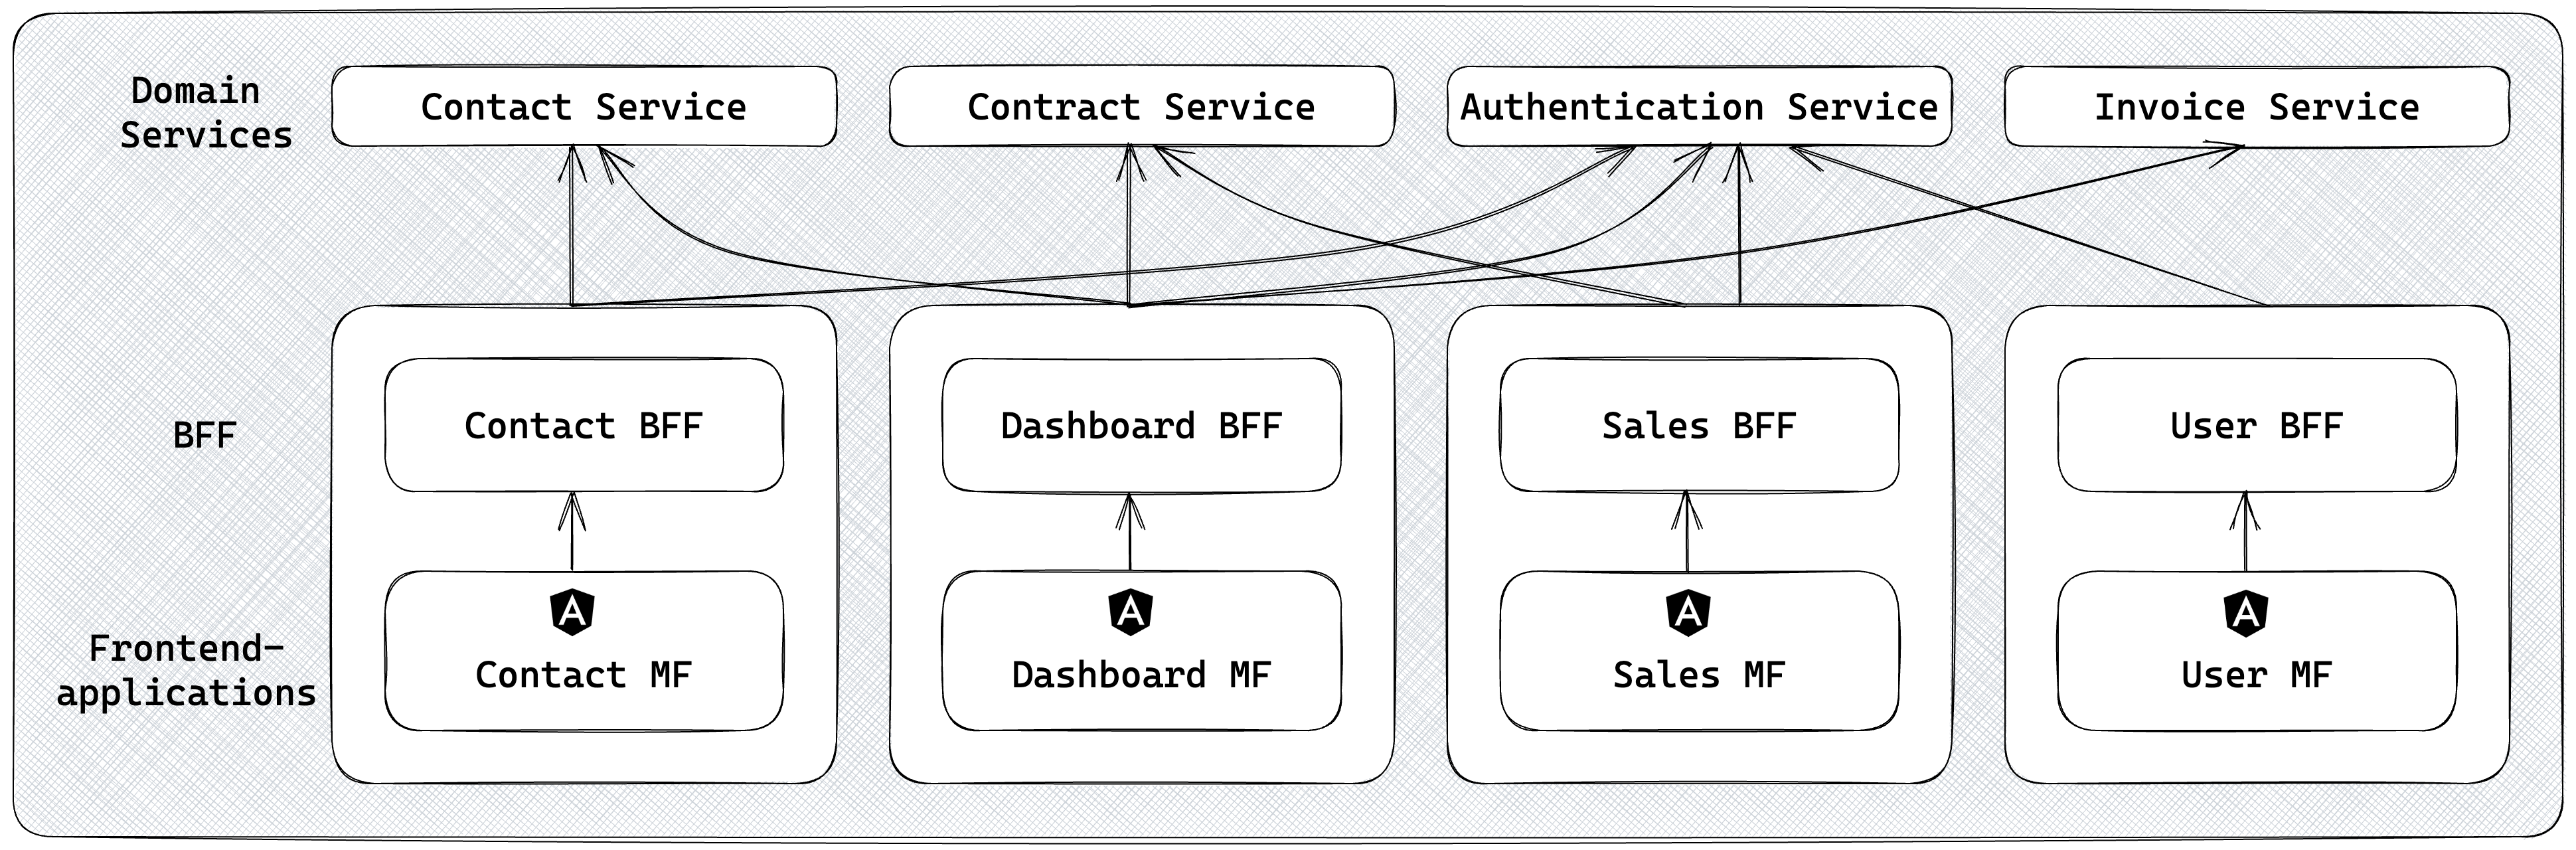 Domain
Services
Contact Service
Contract Service
Authentication Service
Invoice Service
BFF
Contact BFF
Dashboard BFF
Sales BFF
User BFF
Frontend-
applications
Contact MF
Dashboard MF
Sales MF
User MF